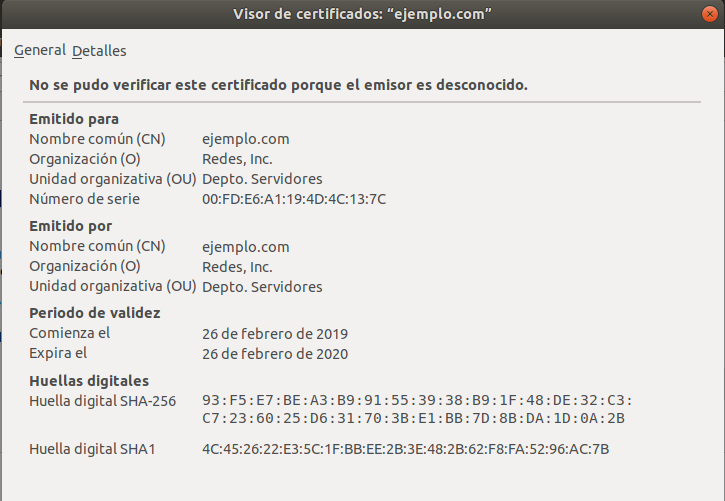 Visor de certificados: “ejemplo.com”
General Detalles
No se pudo verificar este certificado porque el emisor es desconocido.
Emitido para
Nombre común (CN) ejemplo.com
Organización (O) Redes, Inc.
Unidad organizativa (OU) Depto. Servidores
Número de serie 00:FD:E6:A1:19:4D:4C:13:7C
Emitido por
Nombre común (CN) ejemplo.com
Organización (O) Redes, Inc.
Unidad organizativa (OU) Depto. Servidores
Periodo de validez
Comienza el 26 de febrero de 2019
Expira el 26 de febrero de 2020
Huellas digitales
Huella digital SHA-256 93:F5:E7:BE:A3:B9:91:55:39:38:B9:1F:48:DE:32:C3:
C7:23:60:25:D6:31:70:3B:E1:BB:7D:8B:DA:1D:0A:2B
Huella digital SHA1 4C:45:26:22:E3:5C:1F:BB:EE:2B:3E:48:2B:62:F8:FA:52:96:AC:7B